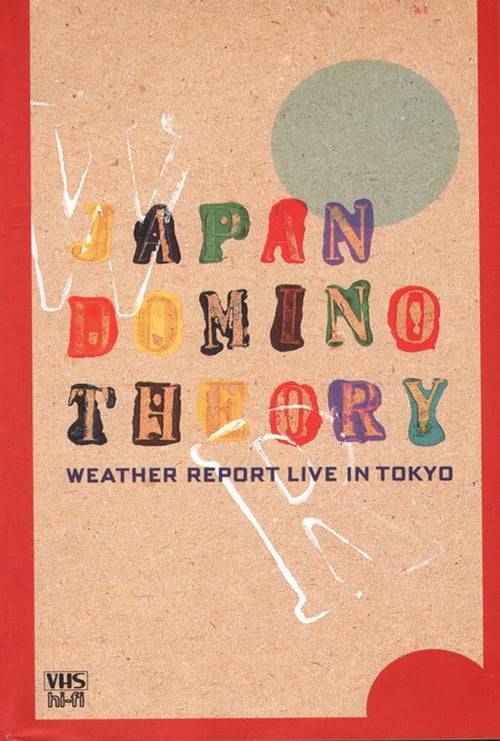 JAPAN
DOMINO
THEORY
WEATHER REPORT LIVE IN TOKYO
VHS
hi-fi